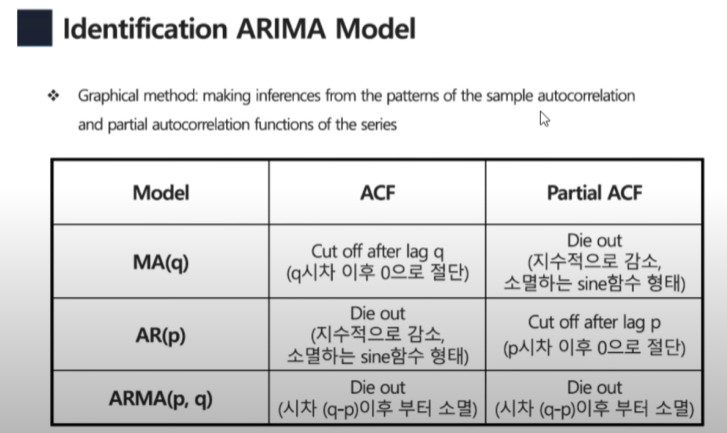 Identification ARIMA Model
❖ Graphical method: making inferences from the patterns of the sample autocorrelation
and partial autocorrelation functions of the series
Model ACF Partial ACF
MA(q)
Cut off after lag q
(q시차 이후 0으로 절단)
Die out
(지수적으로 감소,
소멸하는 sine함수 형태)
AR(p)
Die out
(지수적으로 감소,
소멸하는 sine함수 형태)
Cut off after lag p
(p시차 이후 0으로 절단)
ARMA(p, q)
Die out
(시차 (q-p)이후 부터 소멸)
Die out
(시차 (q-p)이후 부터 소멸)